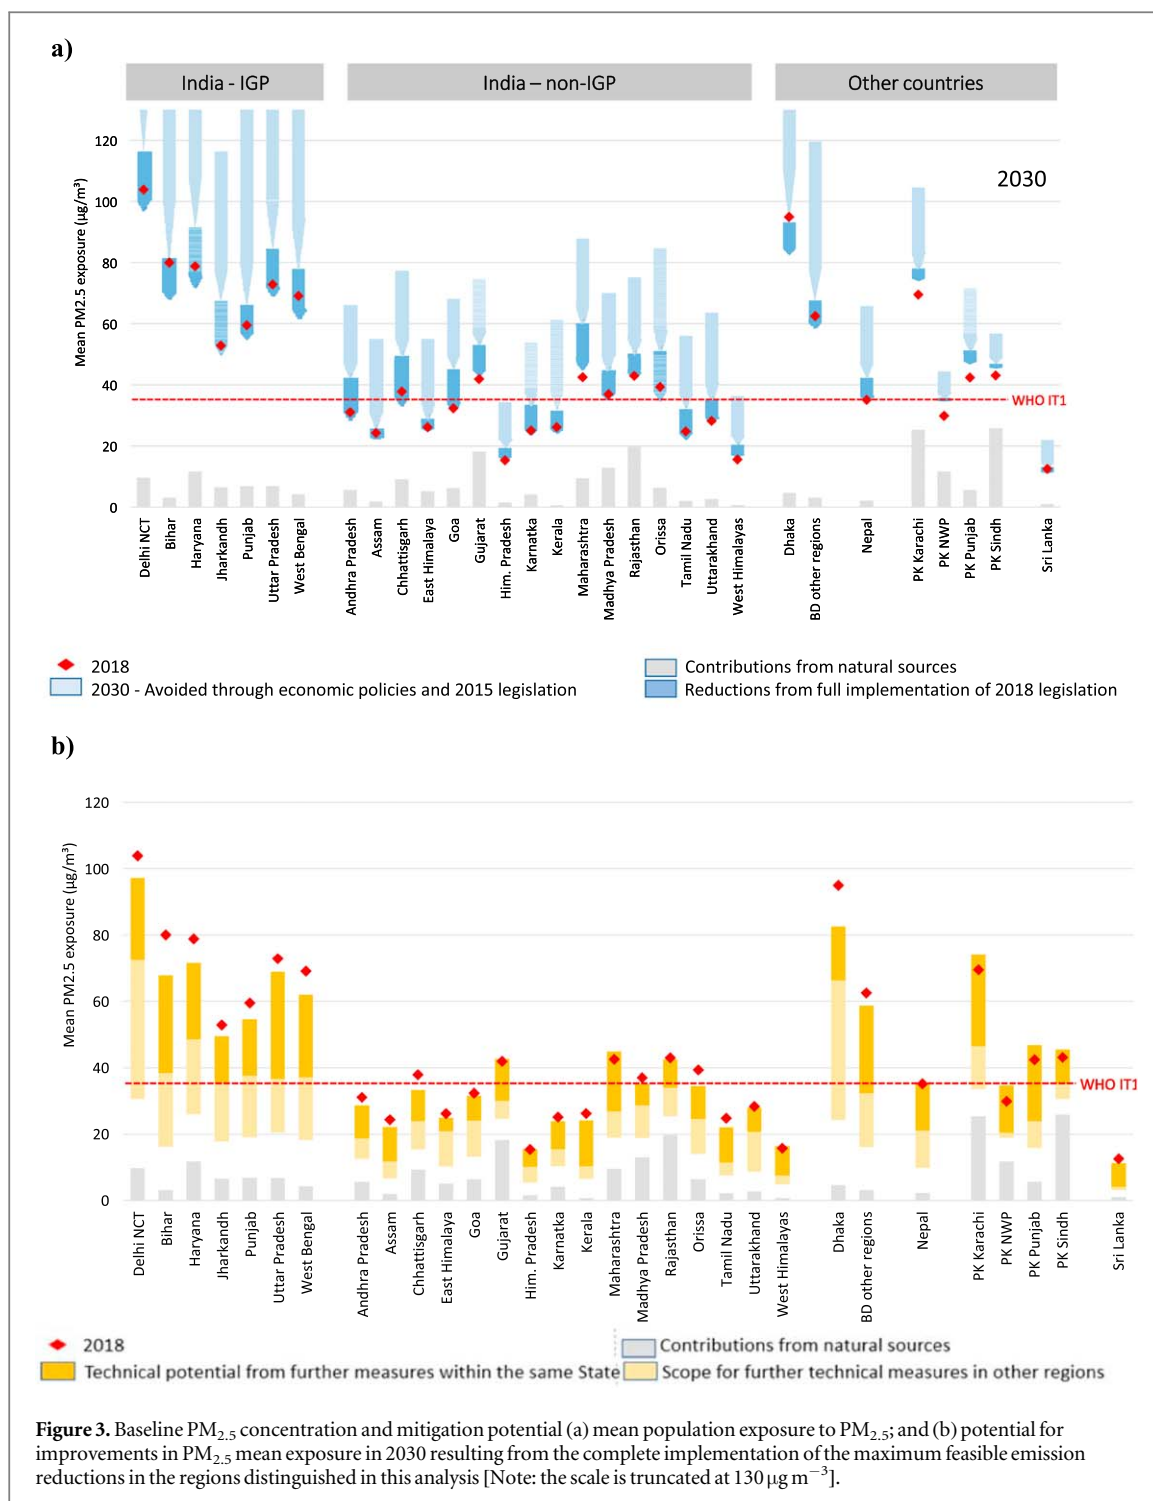 a)
India - IGP
India – non-IGP
Other countries
2030
Mean PM2.5 exposure (µg/m³)
120
100
80
60
40
20
0
WHO IT1
Delhi NCT
Bihar
Haryana
Jharkandh
Punjab
Uttar Pradesh
West Bengal
Andhra Pradesh
Assam
Chhattisgarh
East Himalaya
Goa
Gujarat
Him. Pradesh
Karnatka
Kerala
Maharashtra
Madhya Pradesh
Rajasthan
Orissa
Tamil Nadu
Uttarakhand
West Himalayas
Dhaka
BD other regions
Nepal
PK Karachi
PK NWP
PK Punjab
PK Sindh
Sri Lanka
2018
2030 - Avoided through economic policies and 2015 legislation
Contributions from natural sources
Reductions from full implementation of 2018 legislation
b)
Mean PM2.5 exposure (µg/m³)
120
100
80
60
40
20
0
WHO IT1
Delhi NCT
Bihar
Haryana
Jharkandh
Punjab
Uttar Pradesh
West Bengal
Andhra Pradesh
Assam
Chhattisgarh
East Himalaya
Goa
Gujarat
Him. Pradesh
Karnatka
Kerala
Maharashtra
Madhya Pradesh
Rajasthan
Orissa
Tamil Nadu
Uttarakhand
West Himalayas
Dhaka
BD other regions
Nepal
PK Karachi
PK NWP
PK Punjab
PK Sindh
Sri Lanka
2018
Contributions from natural sources
Technical potential from further measures within the same State
Scope for further technical measures in other regions
Figure 3. Baseline PM2.5 concentration and mitigation potential (a) mean population exposure to PM2.5; and (b) potential for
improvements in PM2.5 mean exposure in 2030 resulting from the complete implementation of the maximum feasible emission
reductions in the regions distinguished in this analysis [Note: the scale is truncated at 130 µg m−3].